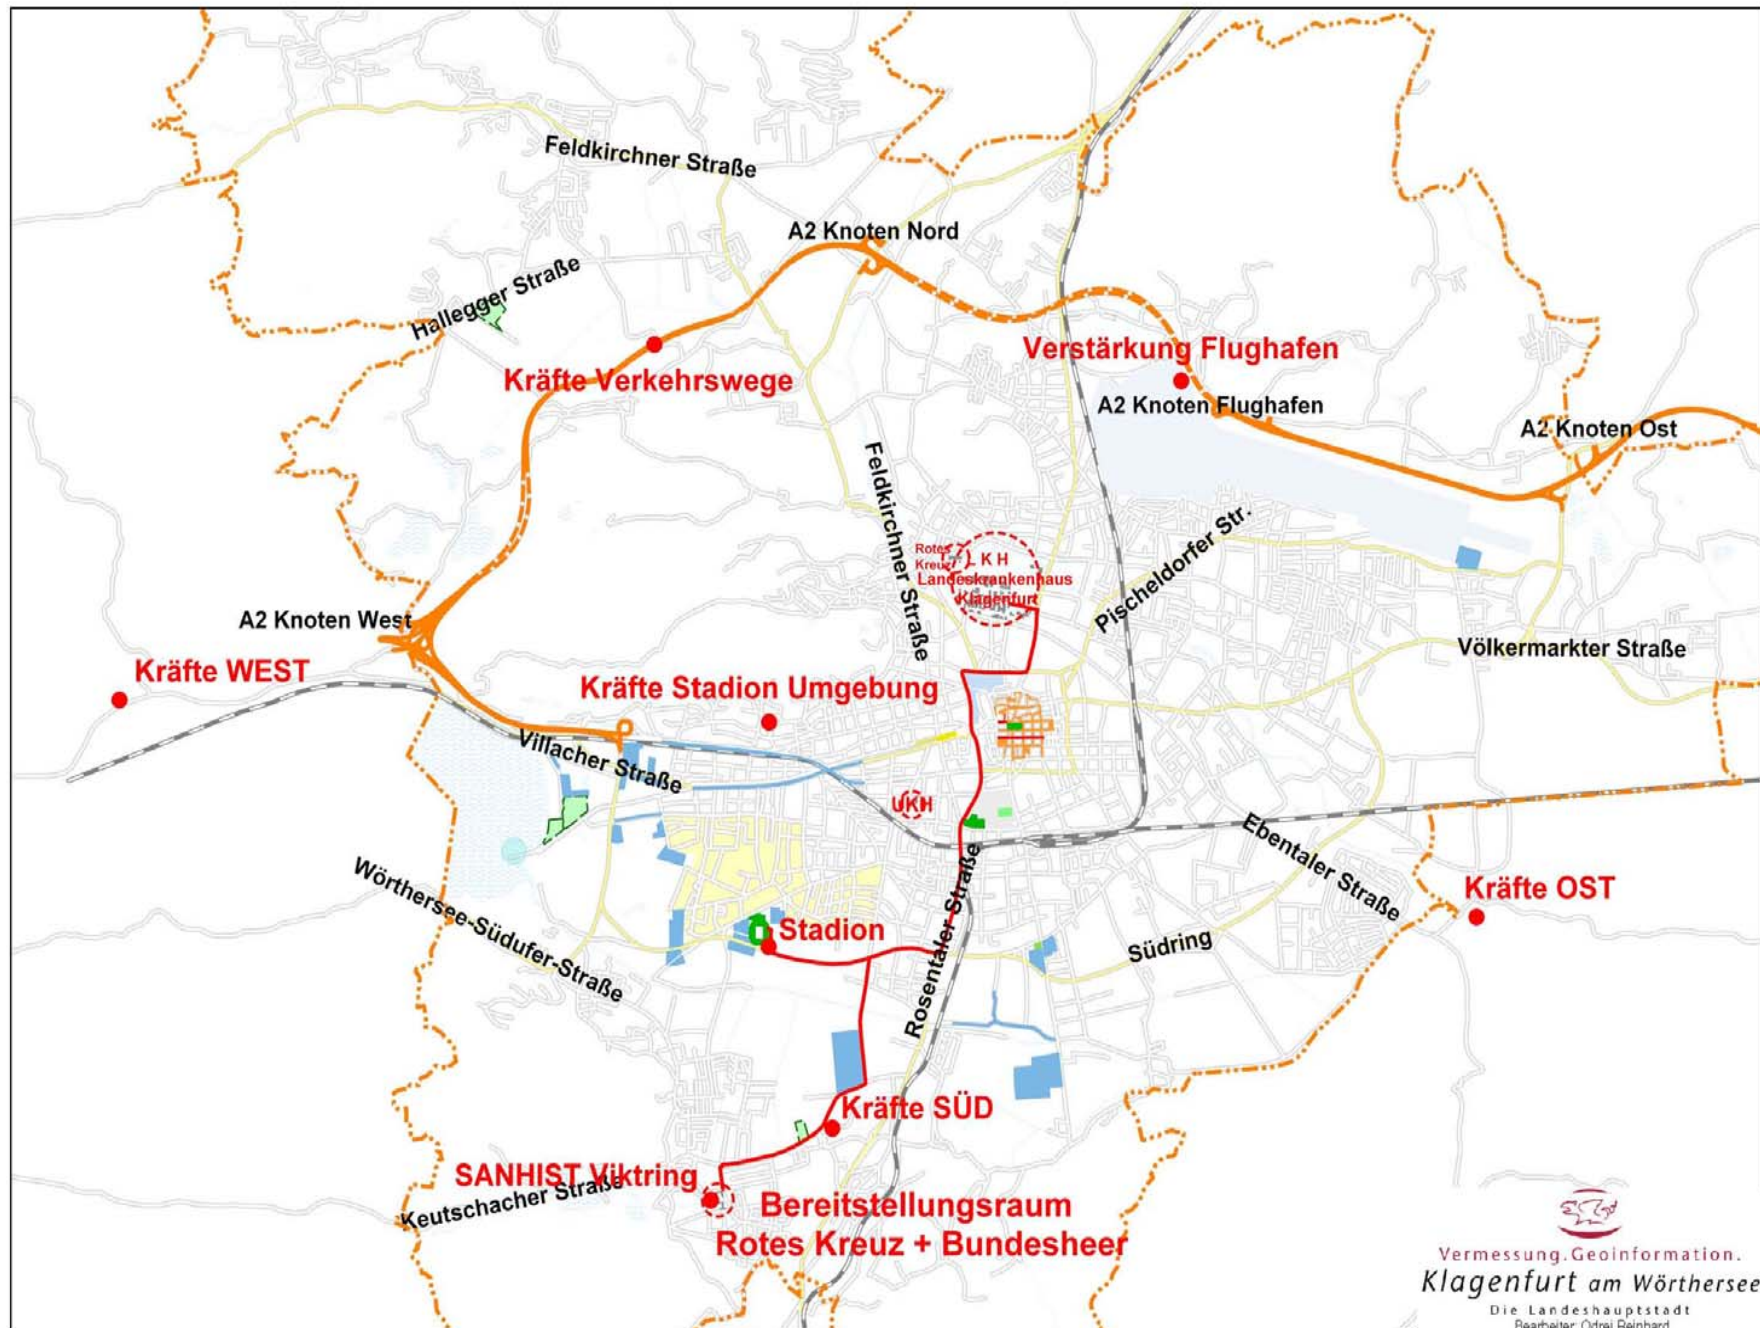 Feldkirchner Straße
A2 Knoten Nord
Hallegger Straße
Verstärkung Flughafen
Kräfte Verkehrswege
A2 Knoten Flughafen
A2 Knoten Ost
Feldkirchner Straße
Pischeldorfer Str.
Rotes
Kreuz
L K H
Landeskrankenhaus
Klagenfurt
A2 Knoten West
Völkermarkter Straße
Kräfte WEST
Kräfte Stadion Umgebung
Villacher Straße
UKH
Ebentaler Straße
Wörthersee-Südufer-Straße
Kräfte OST
Stadion
Rosentaler Straße
Südring
Kräfte SÜD
SANHIST Viktring
Keutschacher Straße
Bereitstellungsraum
Rotes Kreuz + Bundesheer
Vermessung.Geoinformation.
Klagenfurt am Wörthersee
Die Landeshauptstadt
Bearbeiter: Odrei Reinhard